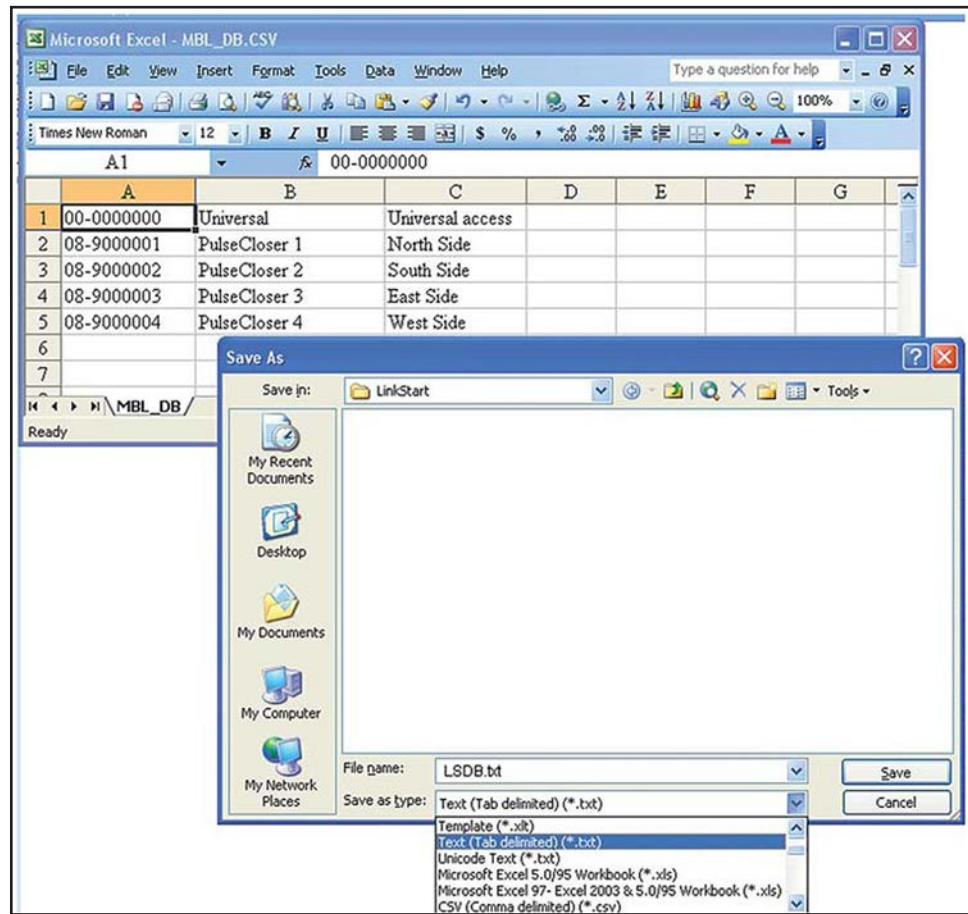 Microsoft Excel - MBL_DB.CSV
File Edit View Insert Format Tools Data Window Help Type a question for help
100%
Times New Roman 12 B I U $ % ,
A1 fx 00-0000000
A B C D E F G
1 00-0000000 Universal Universal access
2 08-9000001 PulseCloser 1 North Side
3 08-9000002 PulseCloser 2 South Side
4 08-9000003 PulseCloser 3 East Side
5 08-9000004 PulseCloser 4 West Side
6
7
MBL_DB
Ready
Save As
Save in: LinkStart Tools
My Recent
Documents
Desktop
My Documents
My Computer
My Network
Places
File name: LSDB.txt Save
Save as type: Text (Tab delimited) (*.txt) Cancel
Template (*.xlt)
Text (Tab delimited) (*.txt)
Unicode Text (*.txt)
Microsoft Excel 5.0/95 Workbook (*.xls)
Microsoft Excel 97- Excel 2003 & 5.0/95 Workbook (*.xls)
CSV (Comma delimited) (*.csv)